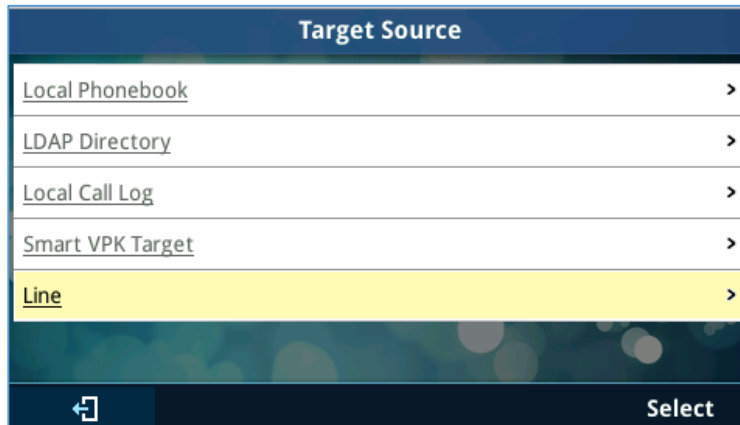 Target Source
Local Phonebook
LDAP Directory
Local Call Log
Smart VPK Target
Line
Select